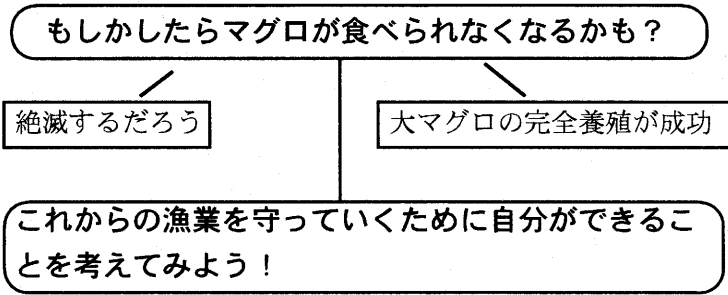 もしかしたらマグロが食べられなくなるかも？
絶滅するだろう
大マグロの完全養殖が成功
これからの漁業を守っていくために自分ができるこ
とを考えてみよう！